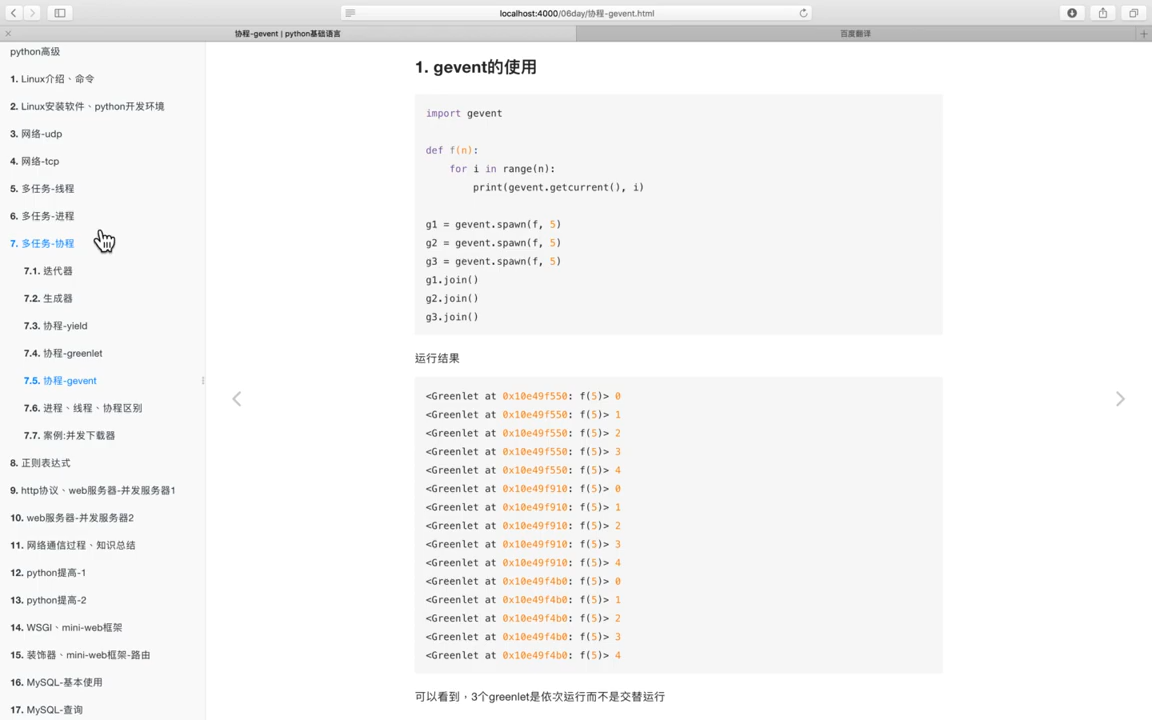 localhost:4000/06day/协程-gevent.html
协程-gevent | python基础语言
百度翻译
python高级
1. Linux介绍、命令
2. Linux安装软件、python开发环境
3. 网络-udp
4. 网络-tcp
5. 多任务-线程
6. 多任务-进程
7. 多任务-协程
7.1. 迭代器
7.2. 生成器
7.3. 协程-yield
7.4. 协程-greenlet
7.5. 协程-gevent
7.6. 进程、线程、协程区别
7.7. 案例:并发下载器
8. 正则表达式
9. http协议、web服务器-并发服务器1
10. web服务器-并发服务器2
11. 网络通信过程、知识总结
12. python提高-1
13. python提高-2
14. WSGI、mini-web框架
15. 装饰器、mini-web框架-路由
16. MySQL-基本使用
17. MySQL-查询
1. gevent的使用
import gevent
def f(n):
for i in range(n):
print(gevent.getcurrent(), i)
g1 = gevent.spawn(f, 5)
g2 = gevent.spawn(f, 5)
g3 = gevent.spawn(f, 5)
g1.join()
g2.join()
g3.join()
运行结果
<Greenlet at 0x10e49f550: f(5)> 0
<Greenlet at 0x10e49f550: f(5)> 1
<Greenlet at 0x10e49f550: f(5)> 2
<Greenlet at 0x10e49f550: f(5)> 3
<Greenlet at 0x10e49f550: f(5)> 4
<Greenlet at 0x10e49f910: f(5)> 0
<Greenlet at 0x10e49f910: f(5)> 1
<Greenlet at 0x10e49f910: f(5)> 2
<Greenlet at 0x10e49f910: f(5)> 3
<Greenlet at 0x10e49f910: f(5)> 4
<Greenlet at 0x10e49f4b0: f(5)> 0
<Greenlet at 0x10e49f4b0: f(5)> 1
<Greenlet at 0x10e49f4b0: f(5)> 2
<Greenlet at 0x10e49f4b0: f(5)> 3
<Greenlet at 0x10e49f4b0: f(5)> 4
可以看到，3个greenlet是依次运行而不是交替运行